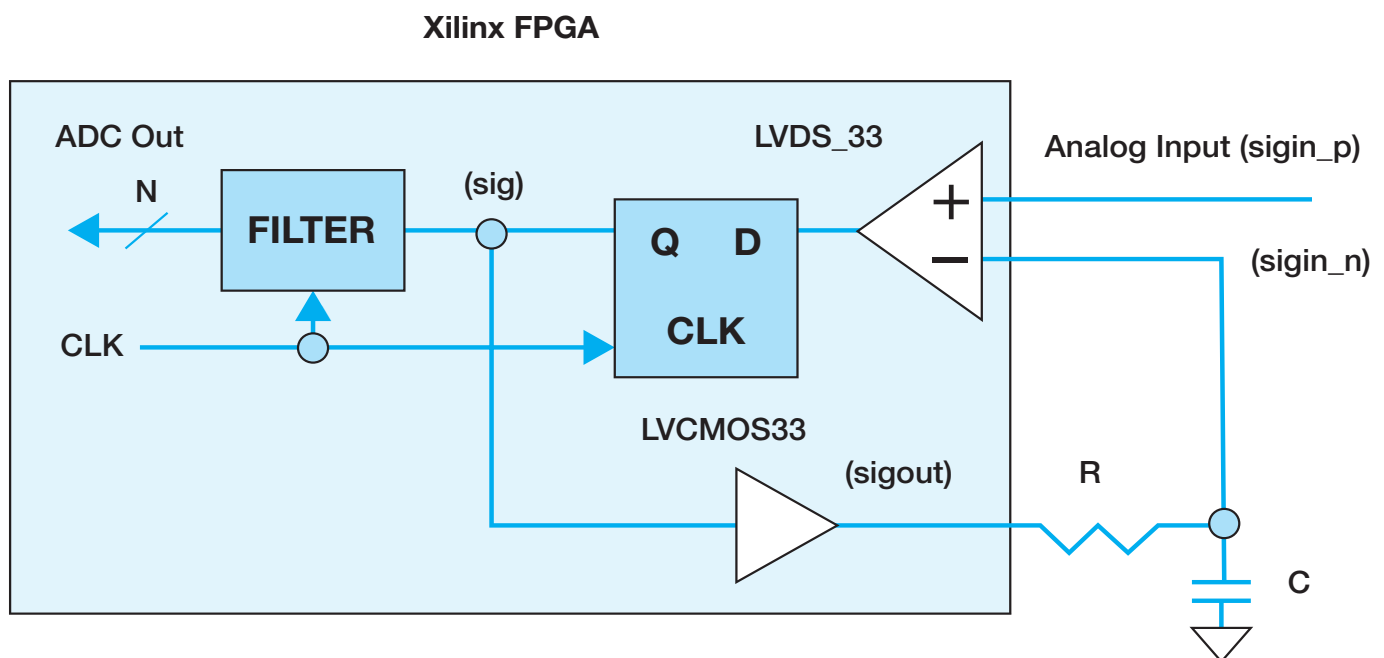 Xilinx FPGA
ADC Out
LVDS_33
Analog Input (sigin_p)
N
(sig)
+
FILTER
Q
D
−
(sigin_n)
CLK
CLK
LVCMOS33
(sigout)
R
C